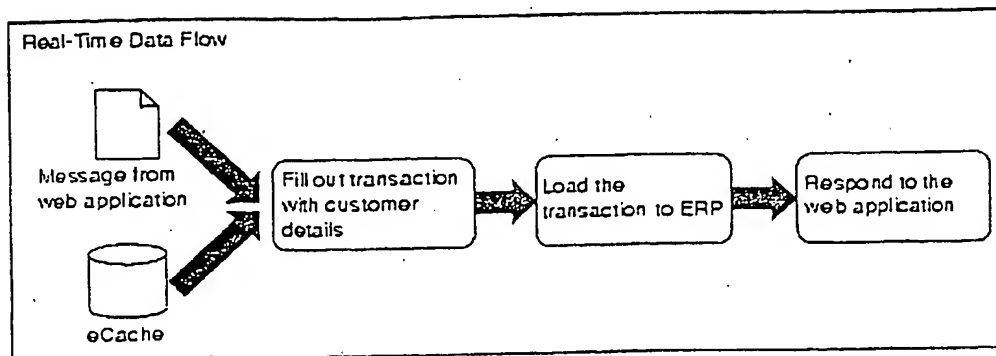 Real-Time Data Flow
Message from
web application
eCache
Fill out transaction
with customer
details
Load the
transaction to ERP
Respond to the
web application